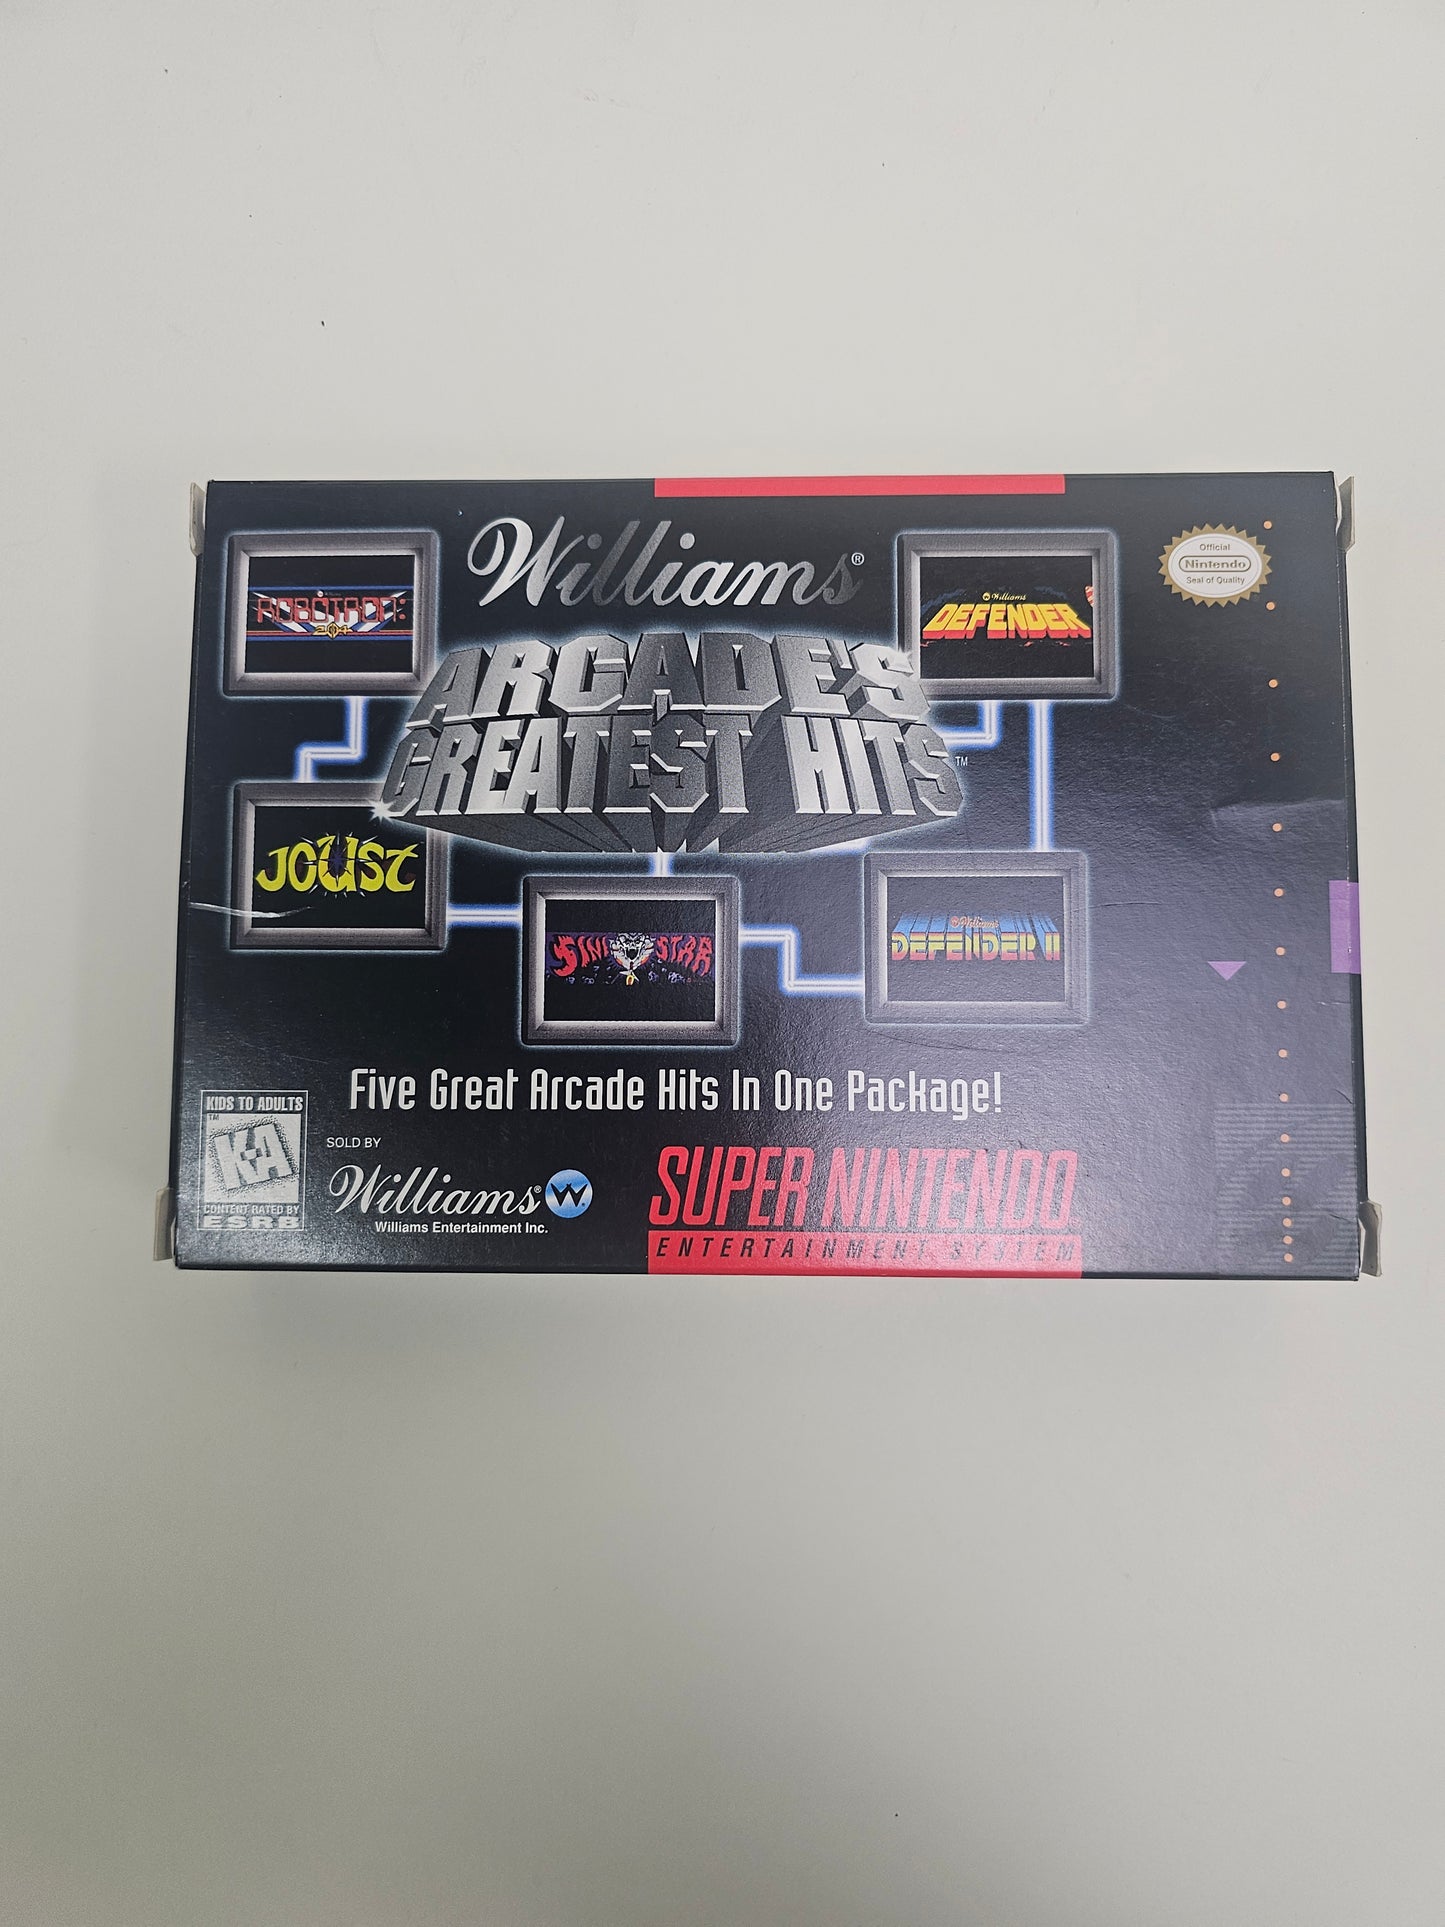 Williams®
ARCADE'S
GREATEST HITS™
ROBOTRON:
2084
Williams
DEFENDER
Official
Nintendo
Seal of Quality
JOUST
SINISTAR
Williams
DEFENDER II
Five Great Arcade Hits In One Package!
KIDS TO ADULTS
™
K-A
CONTENT RATED BY
ESRB
SOLD BY
Williams®
Williams Entertainment Inc.
SUPER NINTENDO
ENTERTAINMENT SYSTEM